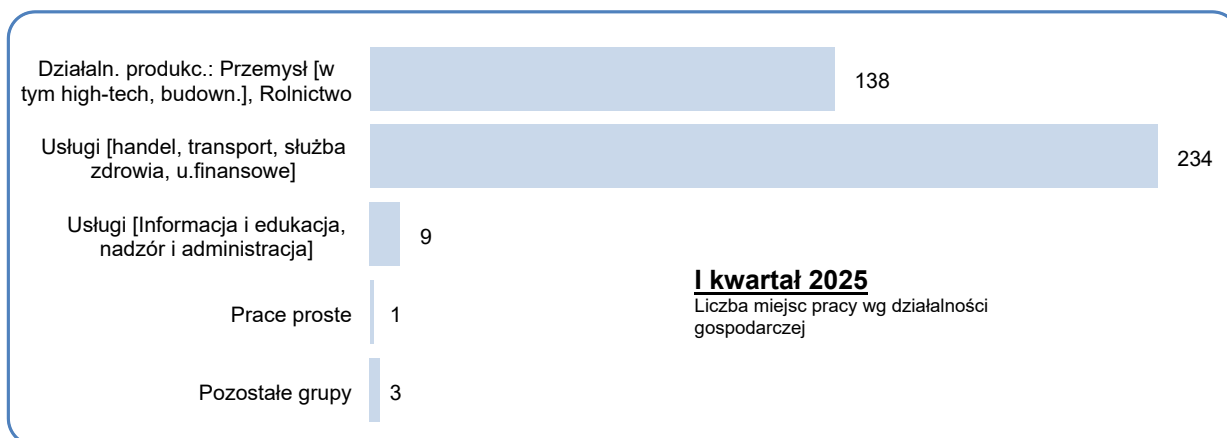 Działaln. produkc.: Przemysł [w
tym high-tech, budown.], Rolnictwo
138
Usługi [handel, transport, służba
zdrowia, u.finansowe]
234
Usługi [Informacja i edukacja,
nadzór i administracja]
9
I kwartał 2025
Liczba miejsc pracy wg działalności
gospodarczej
Prace proste
1
Pozostałe grupy
3